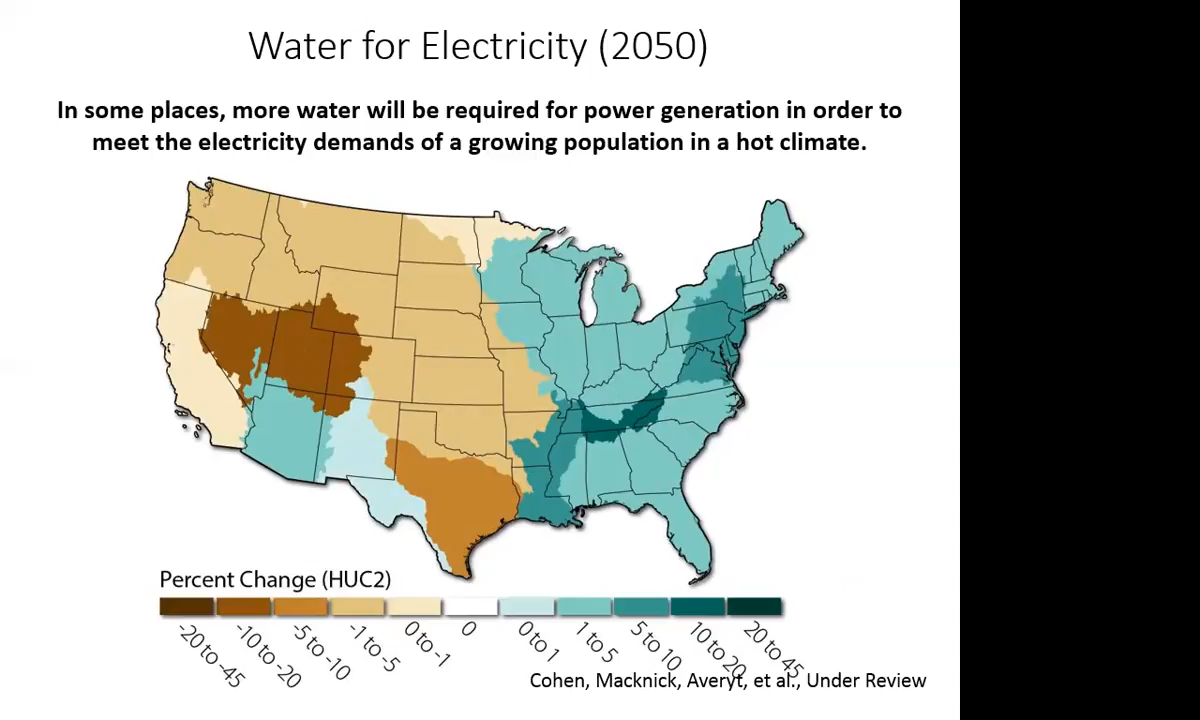 Water for Electricity (2050)
In some places, more water will be required for power generation in order to
meet the electricity demands of a growing population in a hot climate.
Percent Change (HUC2)
-20 to -45
-10 to -20
-5 to -10
-1 to -5
0 to -1
0
0 to 1
1 to 5
5 to 10
10 to 20
20 to 45
Cohen, Macknick, Averyt, et al., Under Review